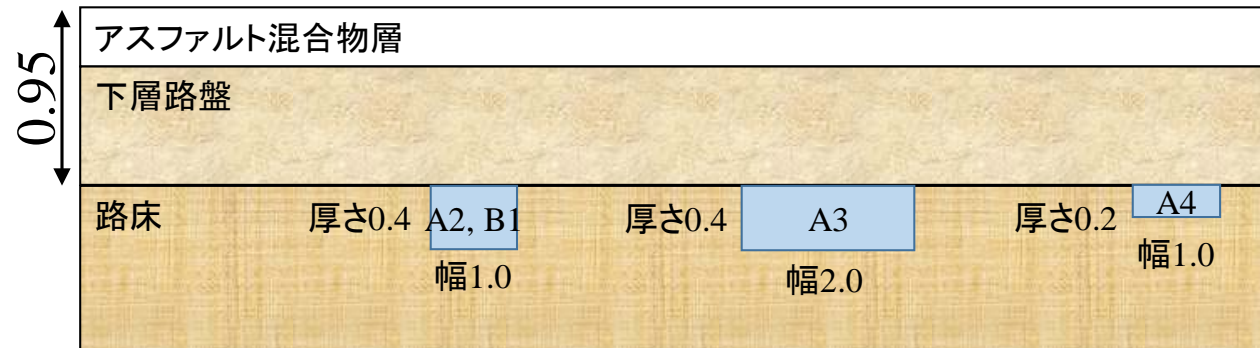 アスファルト混合物層
0.95
下層路盤
路床
厚さ0.4
A2, B1
幅1.0
厚さ0.4
A3
幅2.0
厚さ0.2
A4
幅1.0